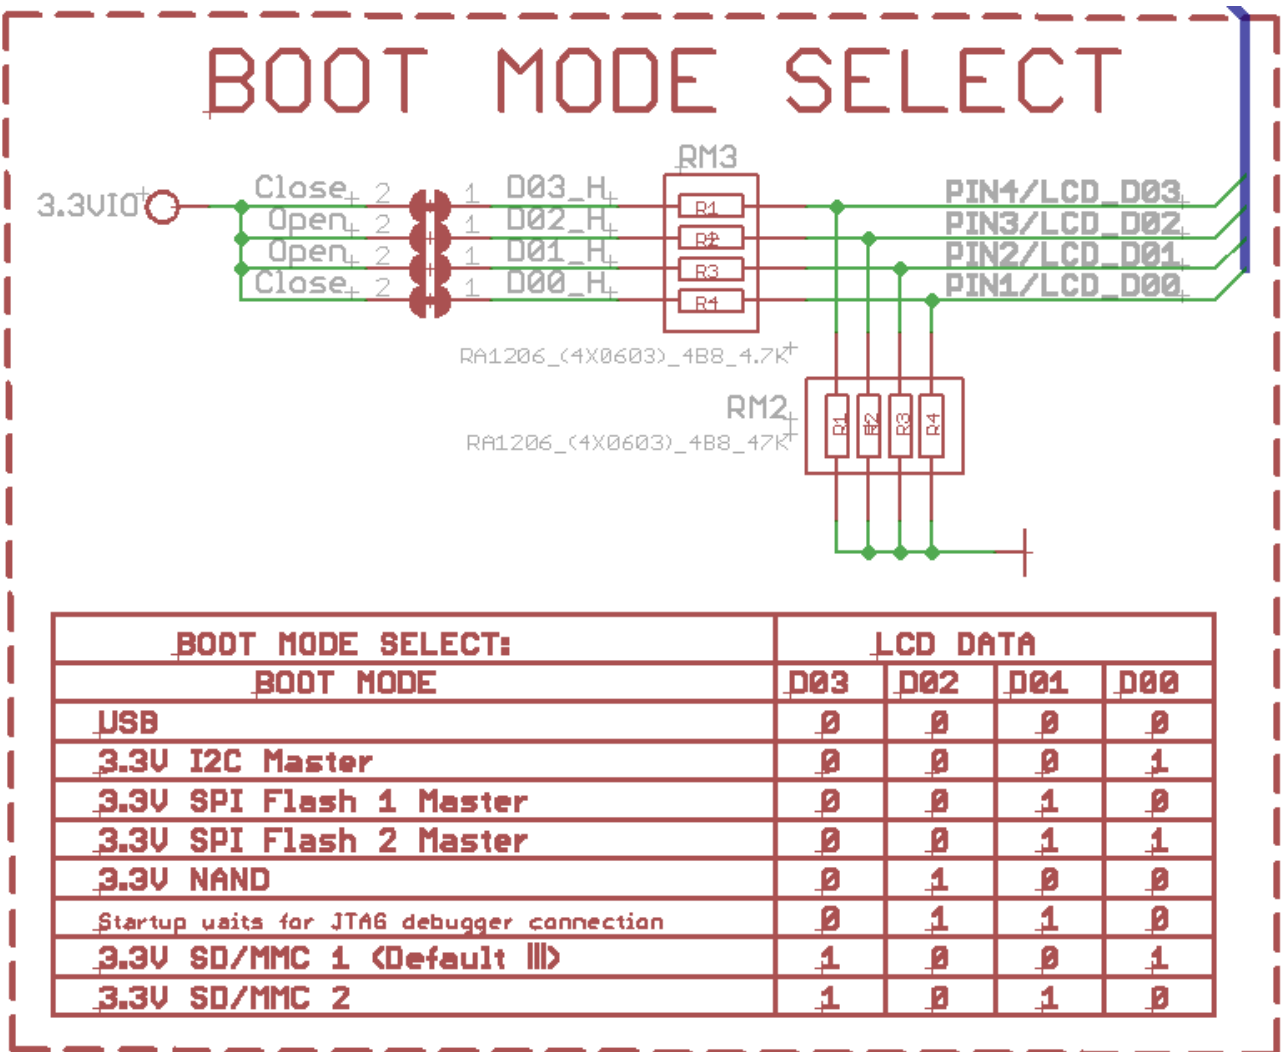 BOOT MODE SELECT
RM3
3.3VIO
Close 2 1 D03_H R1 PIN4/LCD_D03
Open 2 1 D02_H R2 PIN3/LCD_D02
Open 2 1 D01_H R3 PIN2/LCD_D01
Close 2 1 D00_H R4 PIN1/LCD_D00
RA1206_(4X0603)_4B8_4.7K
RM2
R1 R2 R3 R4
RA1206_(4X0603)_4B8_47K
BOOT MODE SELECT: LCD DATA
BOOT MODE D03 D02 D01 D00
USB 0 0 0 0
3.3V I2C Master 0 0 0 1
3.3V SPI Flash 1 Master 0 0 1 0
3.3V SPI Flash 2 Master 0 0 1 1
3.3V NAND 0 1 0 0
Startup waits for JTAG debugger connection 0 1 1 0
3.3V SD/MMC 1 (Default !!!) 1 0 0 1
3.3V SD/MMC 2 1 0 1 0